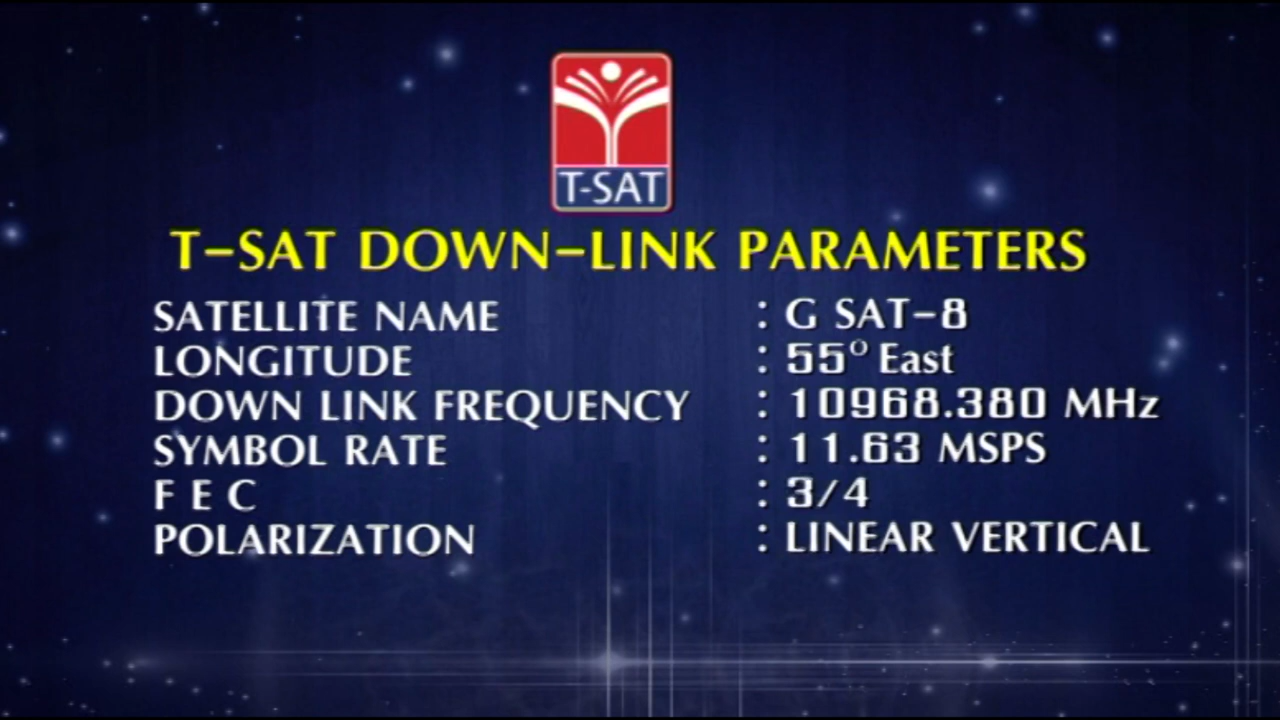 T-SAT
T-SAT DOWN-LINK PARAMETERS
SATELLITE NAME : G SAT-8
LONGITUDE : 55° East
DOWN LINK FREQUENCY : 10968.380 MHz
SYMBOL RATE : 11.63 MSPS
F E C : 3/4
POLARIZATION : LINEAR VERTICAL